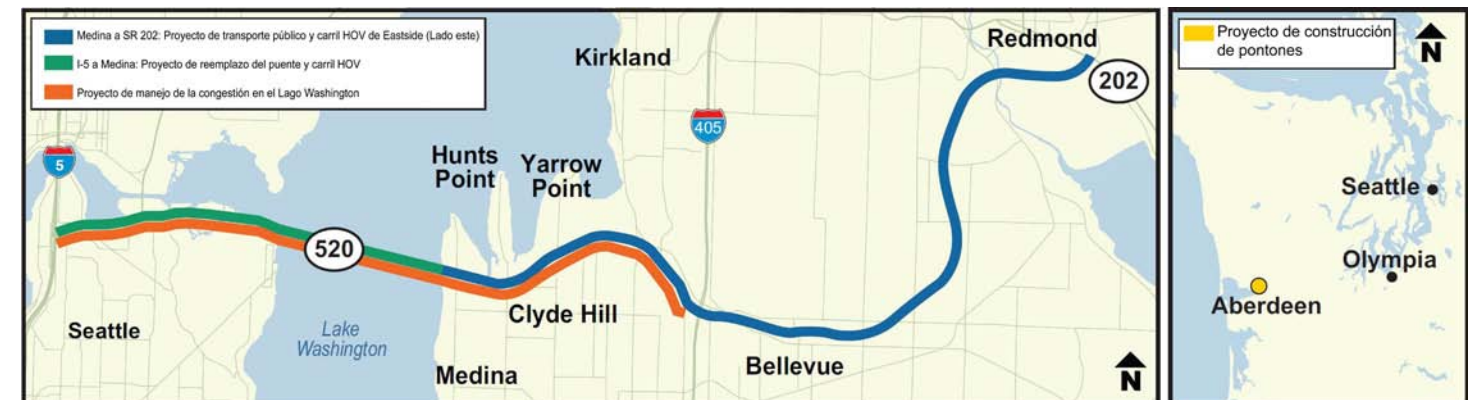 Medina a SR 202: Proyecto de transporte público y carril HOV de Eastside (Lado este)
I-5 a Medina: Proyecto de reemplazo del puente y carril HOV
Proyecto de manejo de la congestión en el Lago Washington
Kirkland
Redmond
202
405
5
Hunts
Point
Yarrow
Point
520
Seattle
Lake
Washington
Clyde Hill
Medina
Bellevue
N
Proyecto de construcción
de pontones
N
Seattle
Olympia
Aberdeen